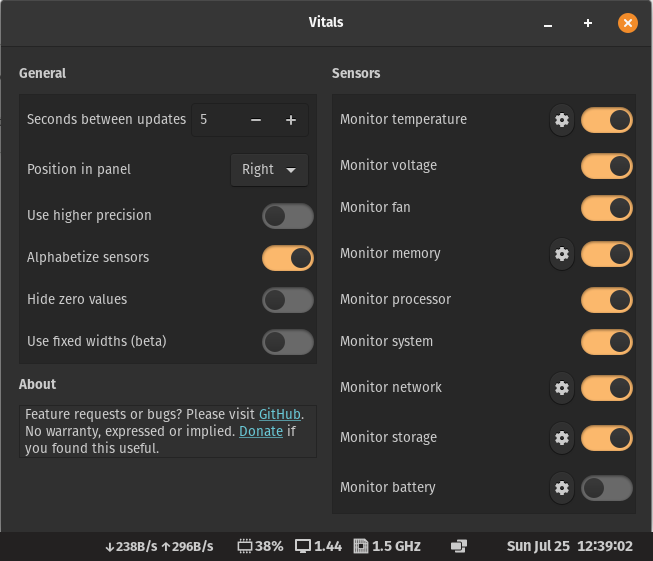 Vitals
General
Seconds between updates 5
Position in panel Right
Use higher precision
Alphabetize sensors
Hide zero values
Use fixed widths (beta)
About
Feature requests or bugs? Please visit GitHub.
No warranty, expressed or implied. Donate if
you found this useful.
Sensors
Monitor temperature
Monitor voltage
Monitor fan
Monitor memory
Monitor processor
Monitor system
Monitor network
Monitor storage
Monitor battery
↓238B/s ↑296B/s 38% 1.44 1.5 GHz Sun Jul 25 12:39:02